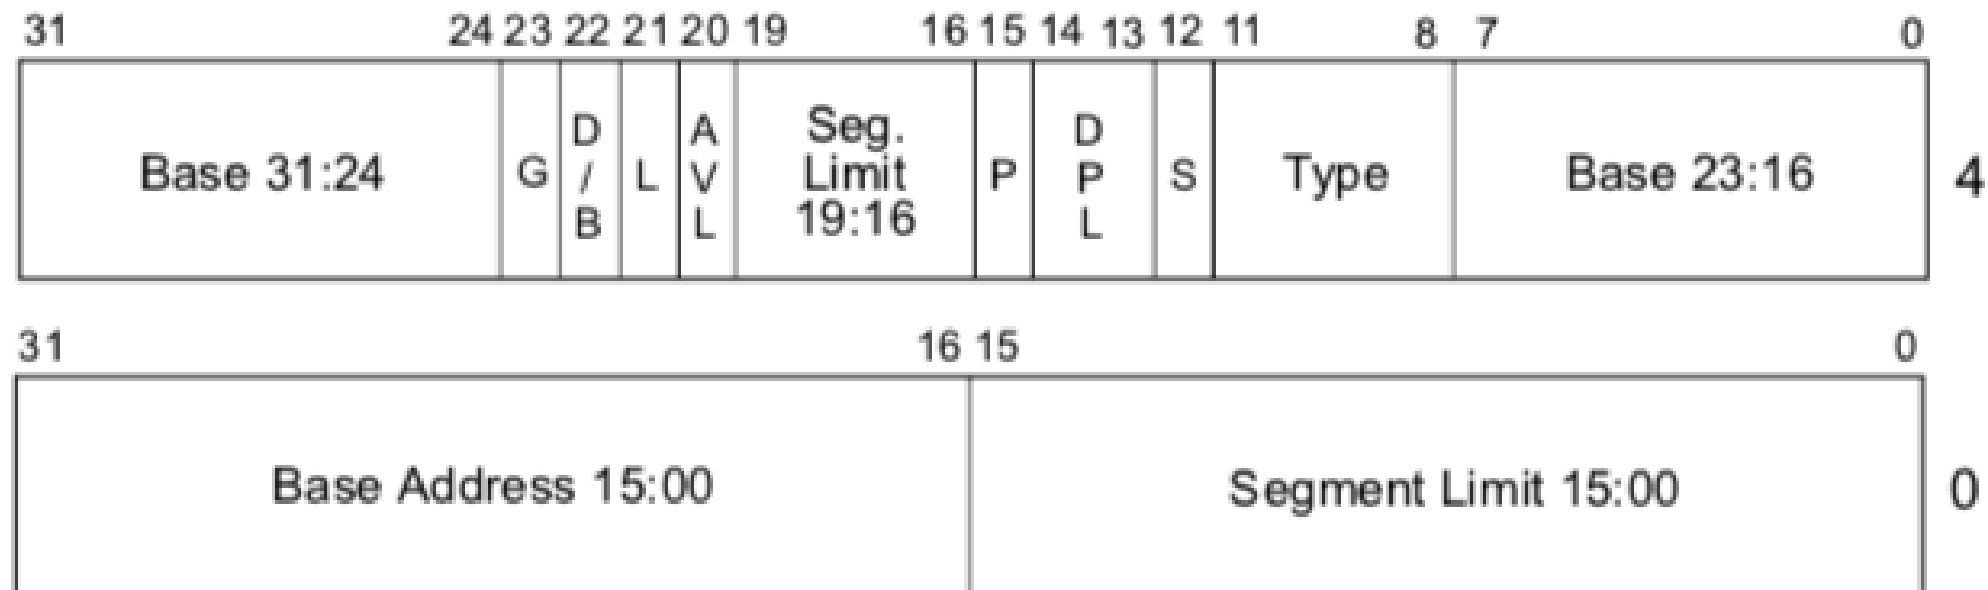 31 24 23 22 21 20 19 16 15 14 13 12 11 8 7 0
Base 31:24 G D/B L AVL Seg. Limit 19:16 P DPL S Type Base 23:16 4
31 16 15 0
Base Address 15:00 Segment Limit 15:00 0